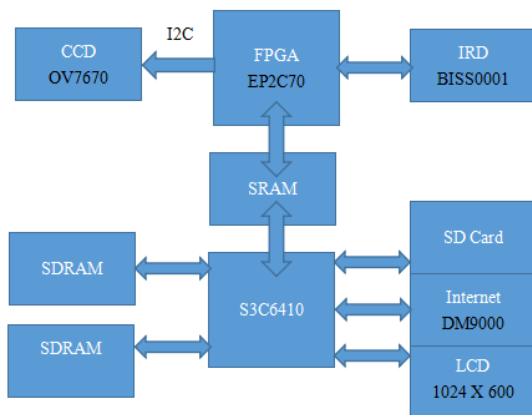 I2C
CCD
OV7670
FPGA
EP2C70
IRD
BISS0001
SRAM
SDRAM
S3C6410
SD Card
Internet
DM9000
SDRAM
LCD
1024 X 600